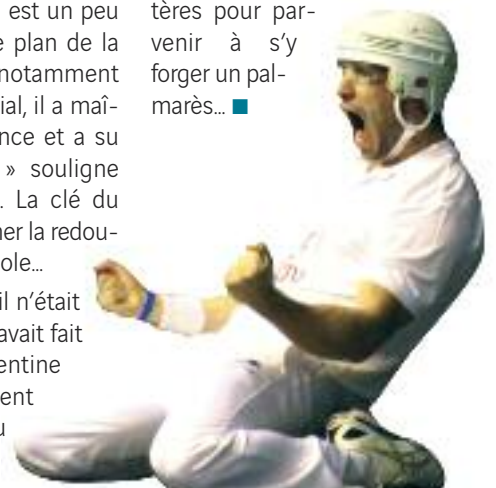 est un peu
plan de la
notamment
ial, il a maî-
nce et a su
» souligne
. La clé du
ner la redou-
ole...
il n'était
avait fait
entine
ent
tères pour par-
venir à s'y
forger un pal-
marès... ■